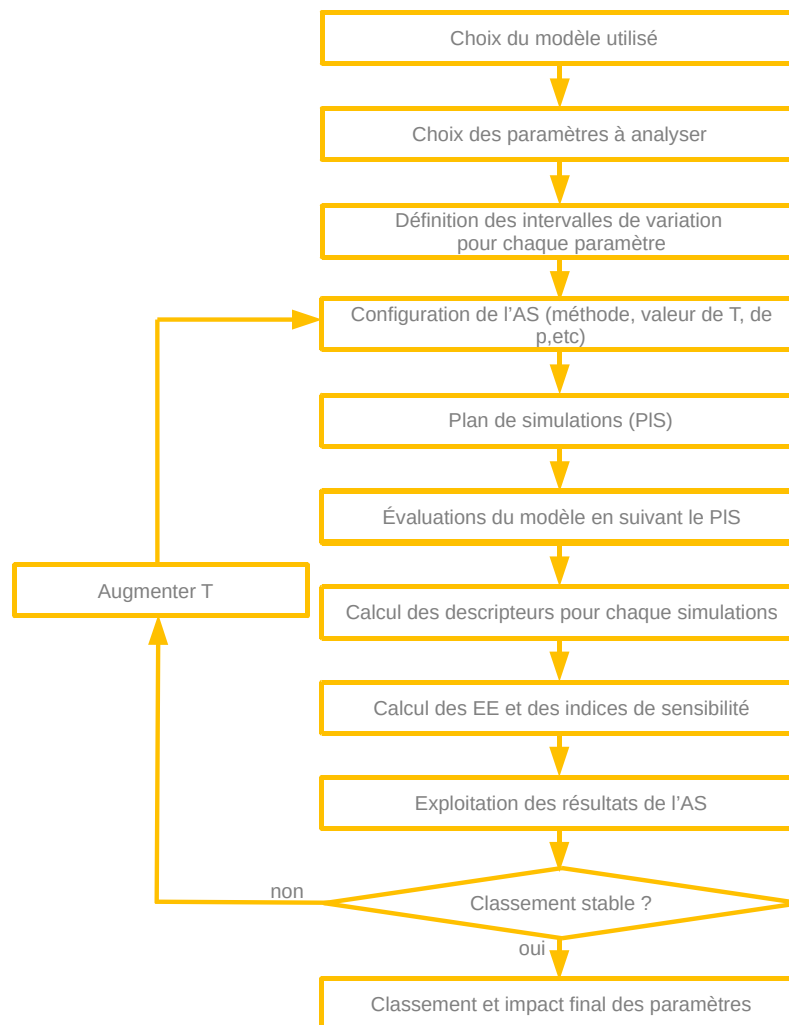 Choix du modèle utilisé
Choix des paramètres à analyser
Définition des intervalles de variation
pour chaque paramètre
Configuration de l'AS (méthode, valeur de T, de
p,etc)
Plan de simulations (PlS)
Évaluations du modèle en suivant le PlS
Augmenter T
Calcul des descripteurs pour chaque simulations
Calcul des EE et des indices de sensibilité
Exploitation des résultats de l'AS
non
Classement stable ?
oui
Classement et impact final des paramètres